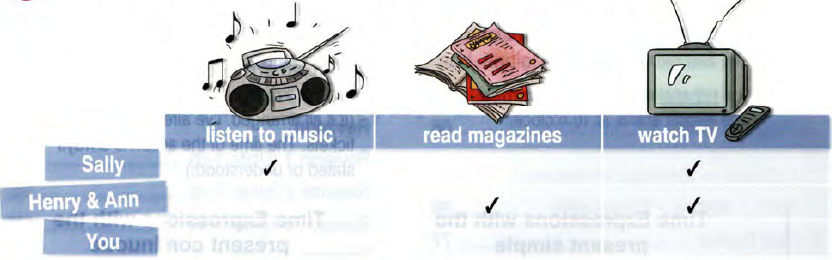 listen to music read magazines watch TV
Sally ✓ ✓
Henry & Ann ✓ ✓
You